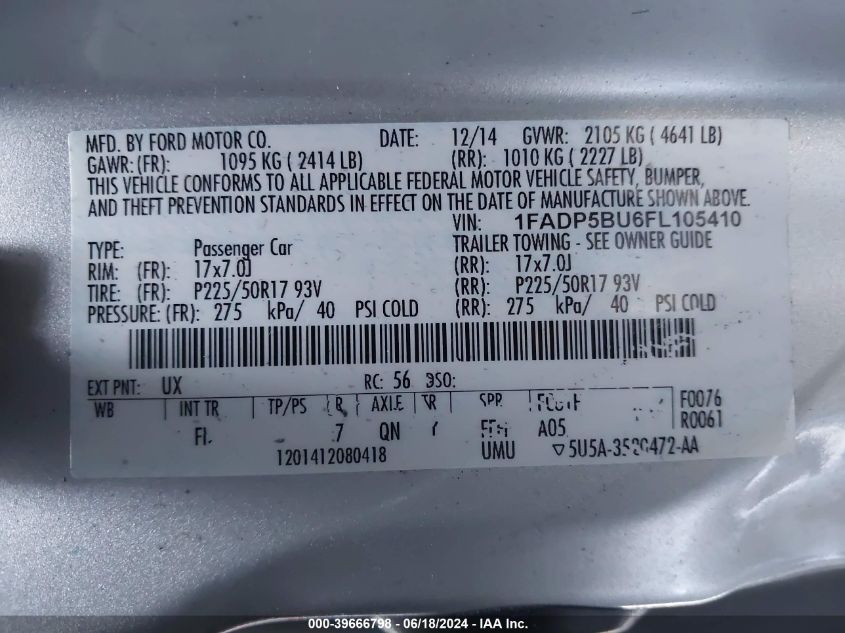 MFD. BY FORD MOTOR CO. DATE: 12/14 GVWR: 2105 KG ( 4641 LB)
GAWR: (FR): 1095 KG ( 2414 LB) (RR): 1010 KG ( 2227 LB)
THIS VEHICLE CONFORMS TO ALL APPLICABLE FEDERAL MOTOR VEHICLE SAFETY, BUMPER,
AND THEFT PREVENTION STANDARDS IN EFFECT ON THE DATE OF MANUFACTURE SHOWN ABOVE.
VIN: 1FADP5BU6FL105410
TYPE: Passenger Car TRAILER TOWING - SEE OWNER GUIDE
RIM: (FR): 17x7.0J (RR): 17x7.0J
TIRE: (FR): P225/50R17 93V (RR): P225/50R17 93V
PRESSURE: (FR): 275 kPa/ 40 PSI COLD (RR): 275 kPa/ 40 PSI COLD
EXT PNT: UX RC: 56 DSO:
WB INT TR TP/PS R AXLE TR SPR F0076
7 QN A05 R0061
1201412080418 UMU